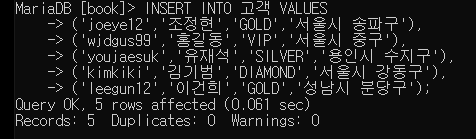 MariaDB [book]> INSERT INTO 고객 VALUES
    -> ('joeye12','조정현','GOLD','서울시 송파구'),
    -> ('widgus99','홍길동','VIP','서울시 중구'),
    -> ('youjaesuk','유재석','SILVER','용인시 수지구'),
    -> ('kimkiki','김기범','DIAMOND','서울시 강동구'),
    -> ('leegun12','이건희','GOLD','성남시 분당구');
Query OK, 5 rows affected (0.061 sec)
Records: 5  Duplicates: 0  Warnings: 0